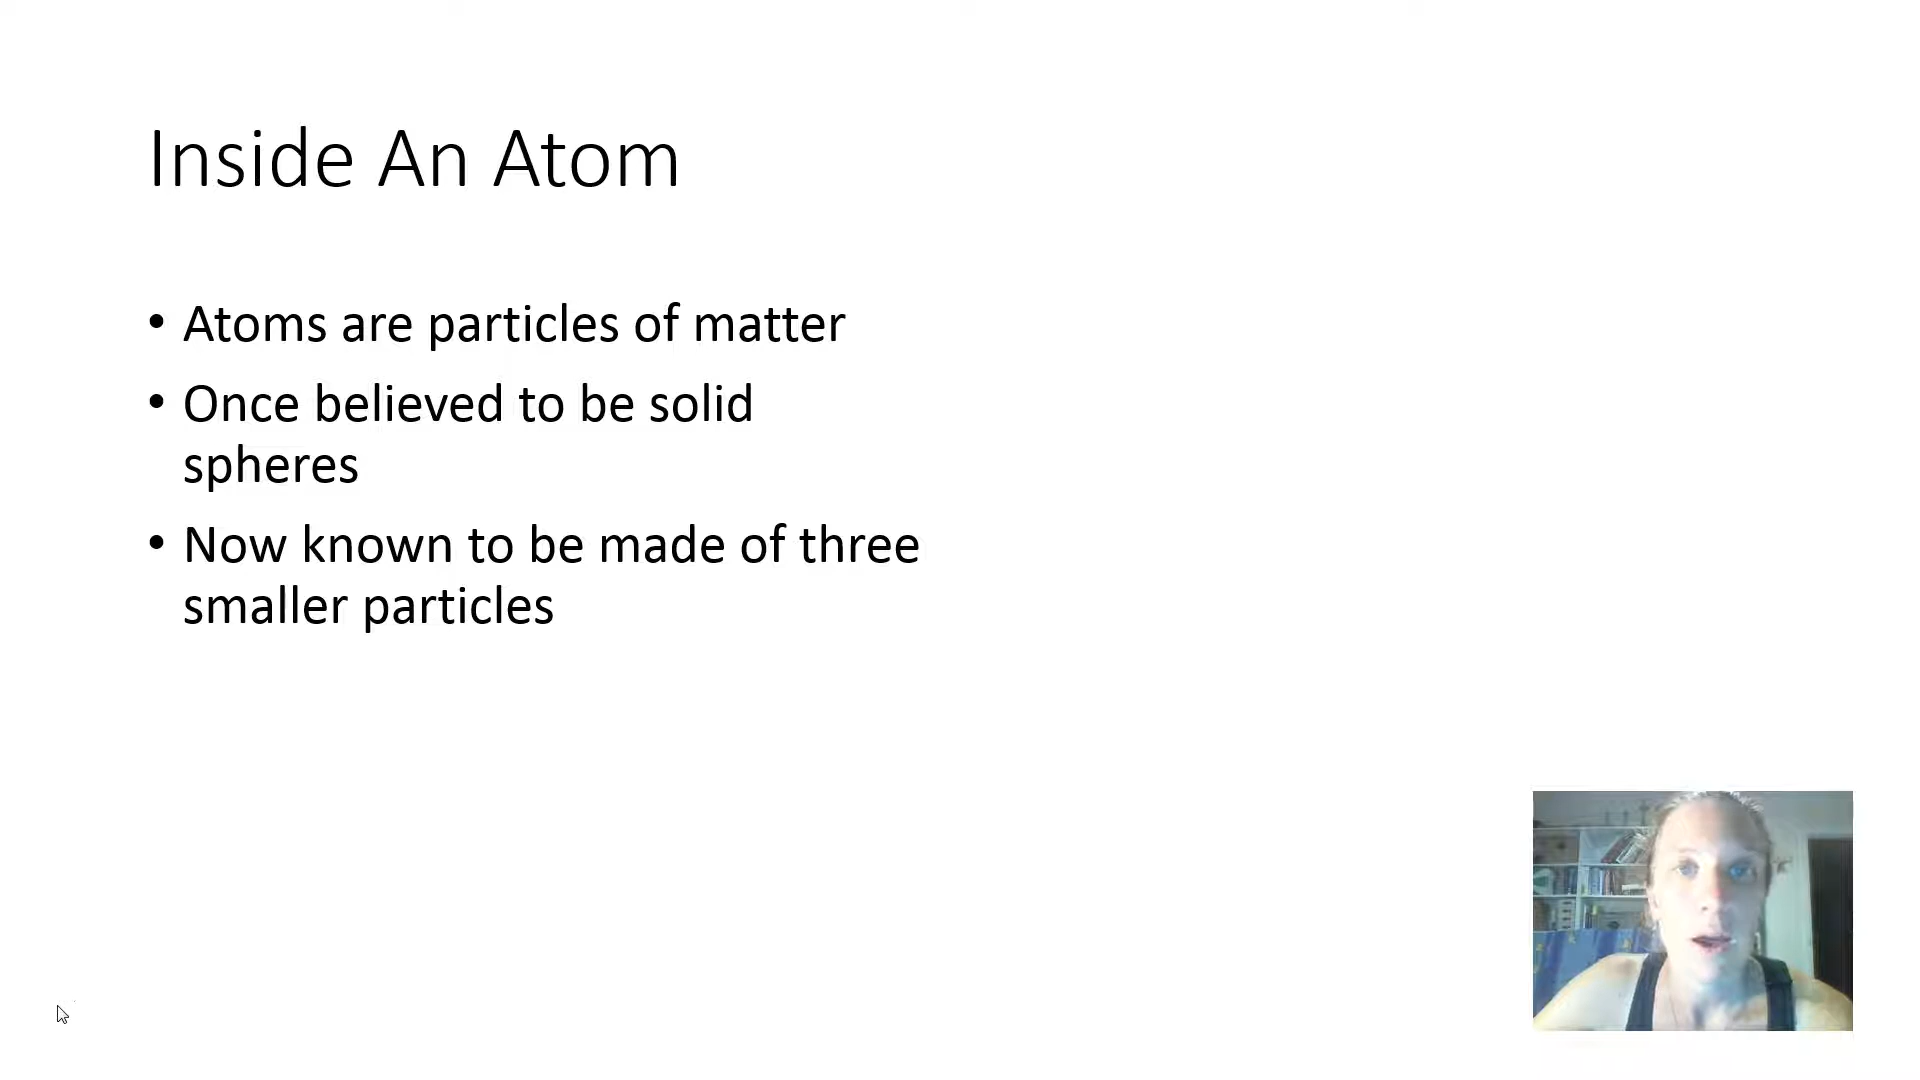 Inside An Atom
• Atoms are particles of matter
• Once believed to be solid
spheres
• Now known to be made of three
smaller particles